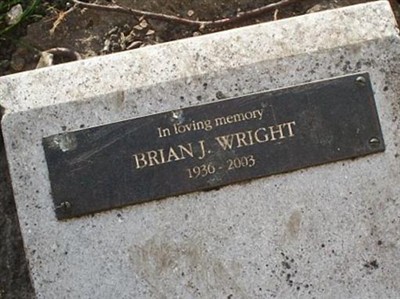 In loving memory
BRIAN J. WRIGHT
1936 - 2003